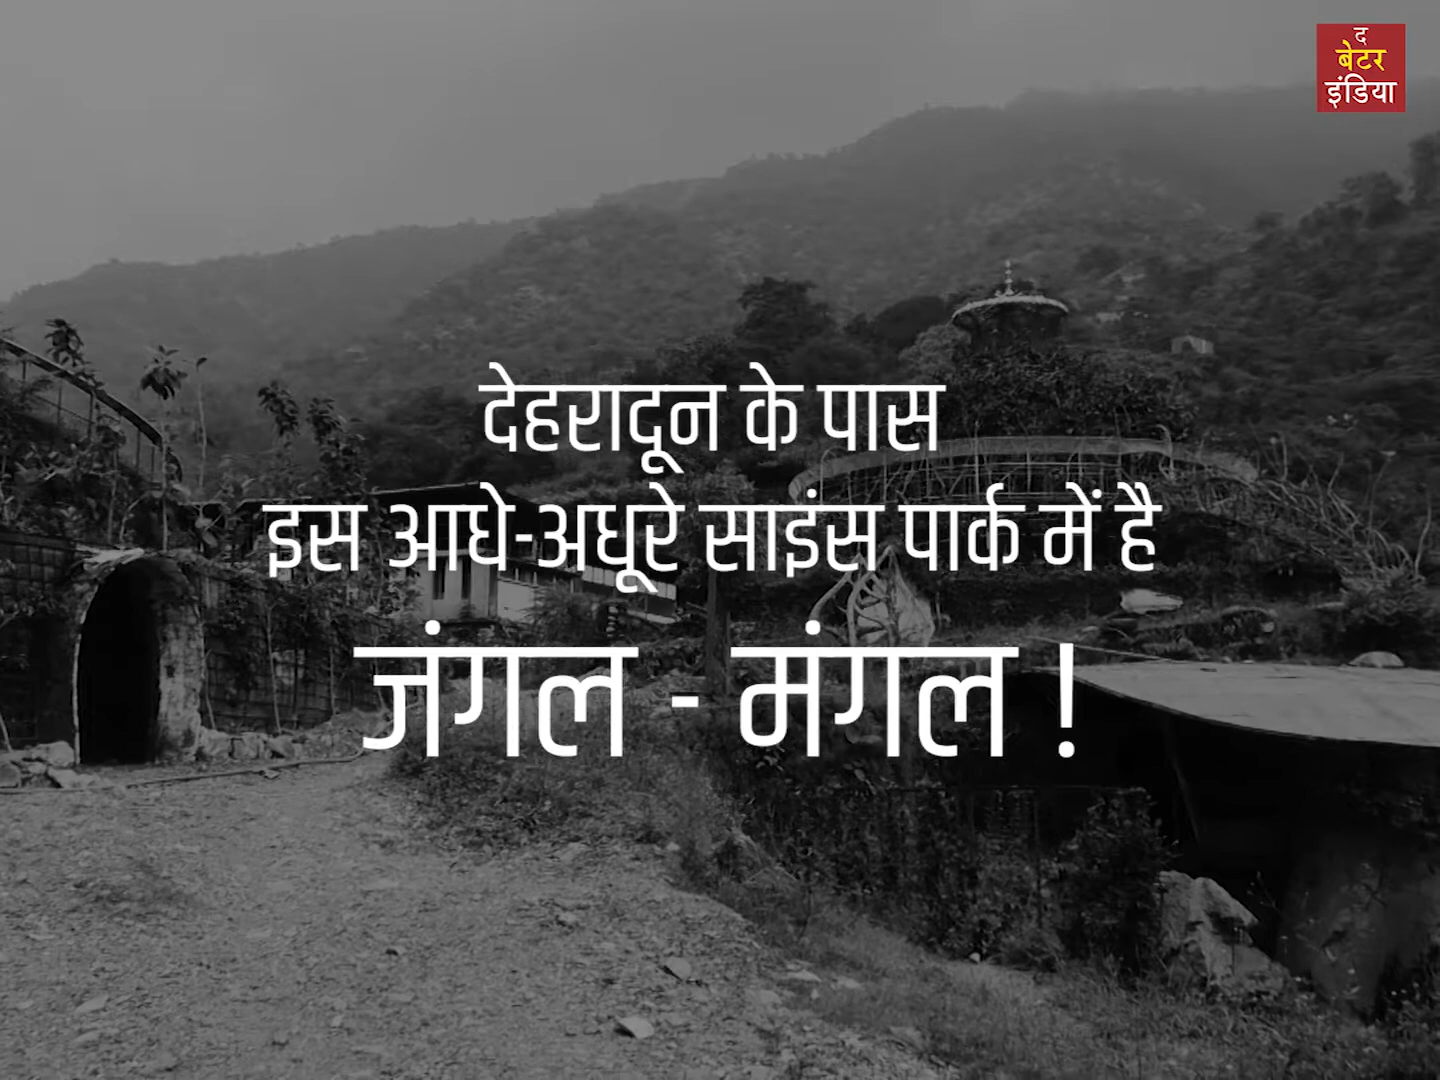 द
बेटर
इंडिया
देहरादून के पास
इस आधे-अधूरे साइंस पार्क में है
जंगल - मंगल !